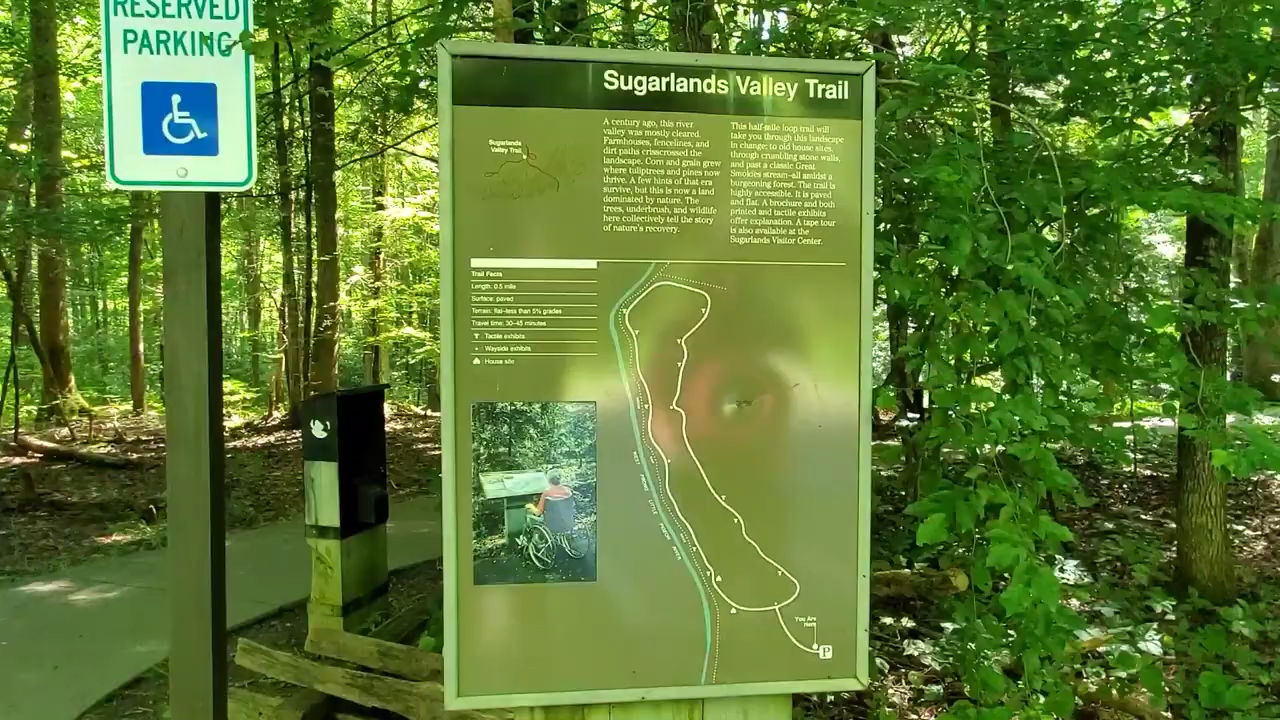 RESERVED
PARKING
Sugarlands Valley Trail
Sugarlands
Valley Trail
A century ago, this river
valley was mostly cleared.
Farmhouses, fencelines, and
dirt paths crisscrossed the
landscape. Corn and grain grew
where tuliptrees and pines now
thrive. A few hints of that era
survive, but this is now a land
dominated by nature. The
trees, underbrush, and wildlife
here collectively tell the story
of nature's recovery.
This half-mile loop trail will
take you through this landscape
in change: to old house sites,
through crumbling stone walls,
and past a classic Great
Smokies stream–all amidst a
burgeoning forest. The trail is
highly accessible. It is paved
and flat. A brochure and both
printed and tactile exhibits
offer explanation. A tape tour
is also available at the
Sugarlands Visitor Center.
Trail Facts
Length: 0.5 mile
Surface: paved
Terrain: flat–less than 5% grades
Travel time: 30–45 minutes
T Tactile exhibits
Wayside exhibits
House site
WEST PRONG LITTLE PIGEON RIVER
You Are
Here
P